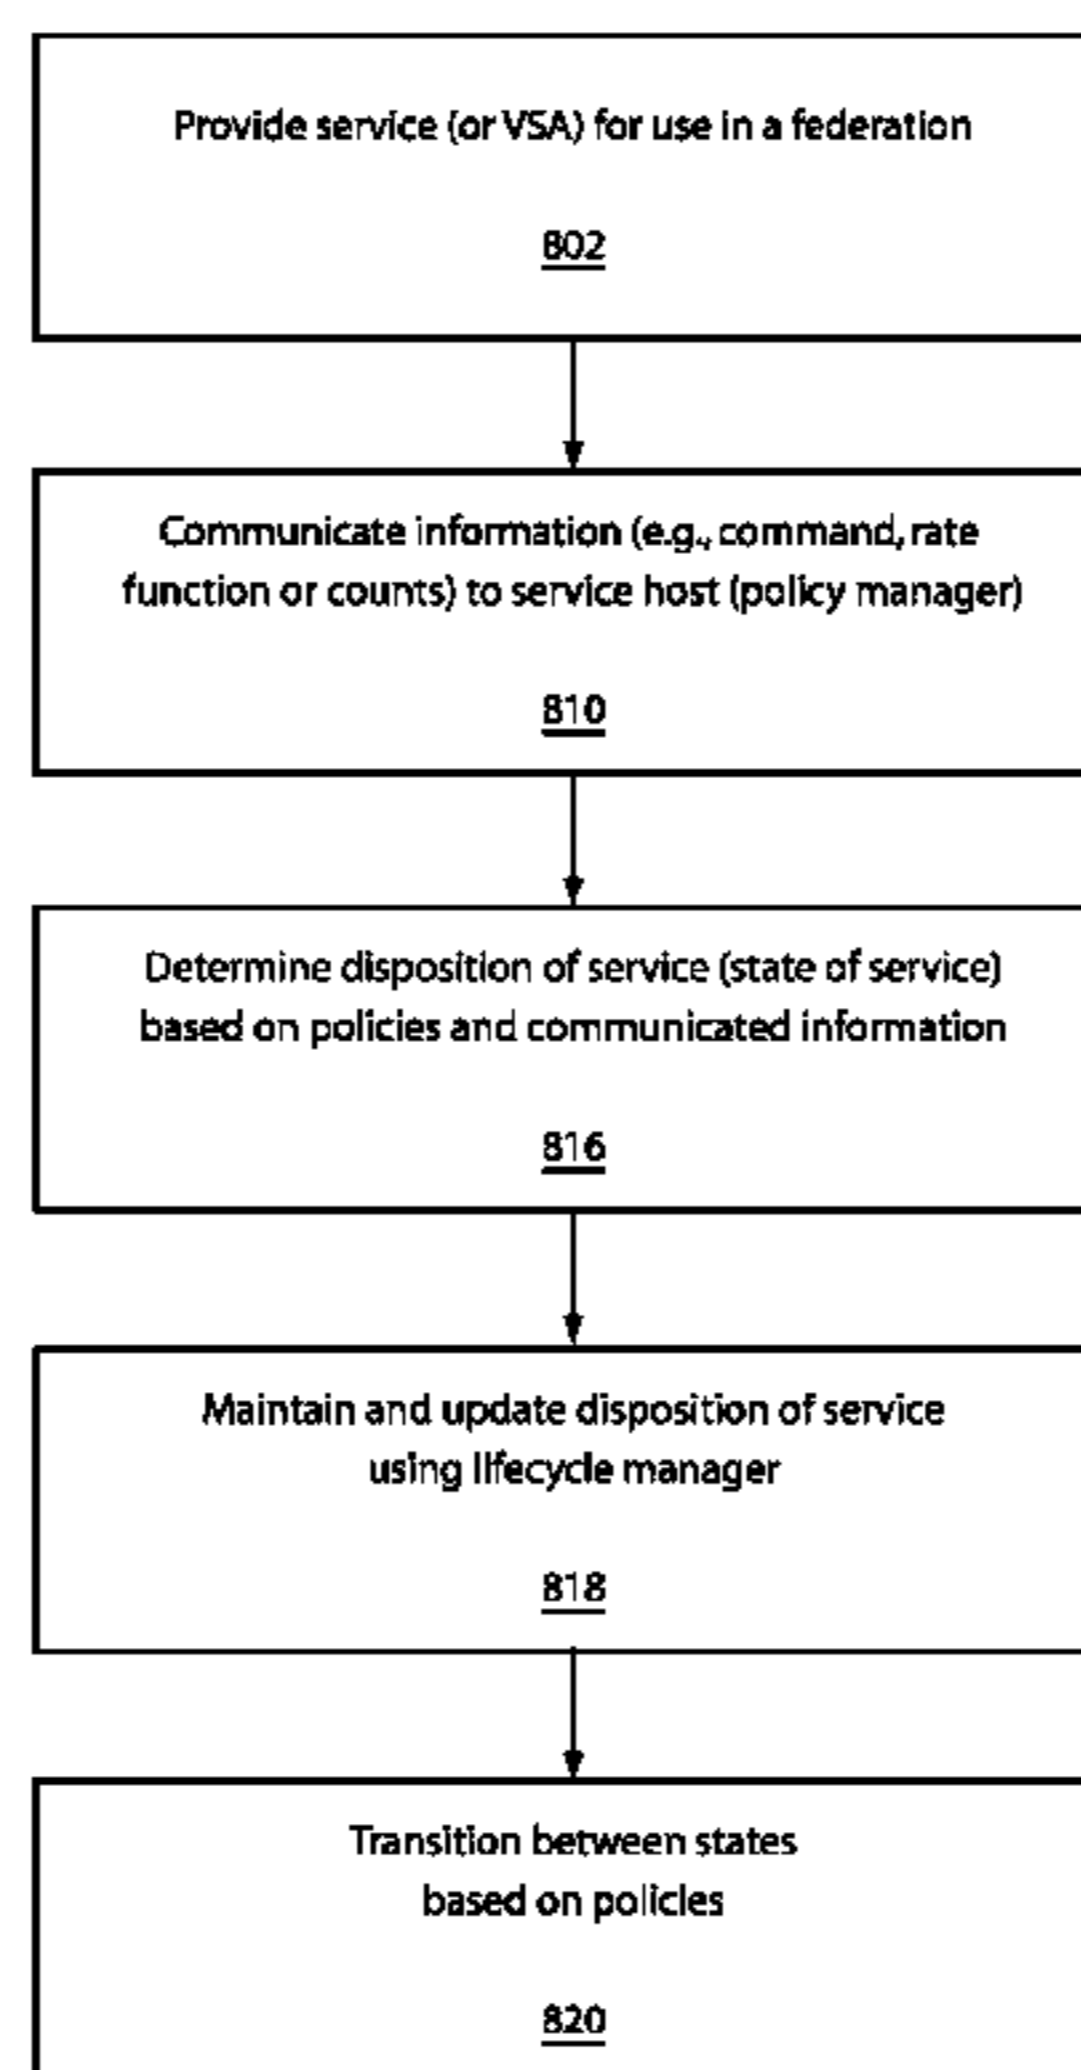 Provide service (or VSA) for use in a federation
802
Communicate information (e.g., command, rate
function or counts) to service host (policy manager)
810
Determine disposition of service (state of service)
based on policies and communicated information
816
Maintain and update disposition of service
using lifecycle manager
818
Transition between states
based on policies
820